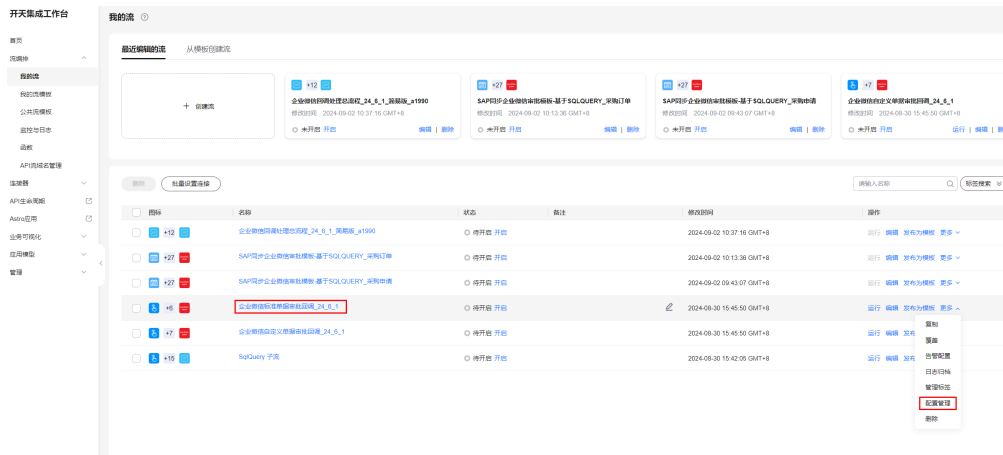 开天集成工作台
首页
流编排
我的流
我的流模板
公共流模板
监控与日志
函数
API流域名管理
连接器
API生命周期
Astro应用
业务可视化
应用模型
管理
我的流
最近编辑的流 从模板创建流
+ 创建流
+12
企业微信回调处理总流程_24_6_1_简易版_a1990
修改时间 2024-09-02 10:37:16 GMT+8
未开启 开启 编辑 | 删除
+27
SAP同步企业微信审批模板-基于SQLQUERY_采购订单
修改时间 2024-09-02 10:13:36 GMT+8
未开启 开启 编辑 | 删除
+27
SAP同步企业微信审批模板-基于SQLQUERY_采购申请
修改时间 2024-09-02 09:43:07 GMT+8
未开启 开启 编辑 | 删除
+7
企业微信自定义单据审批回调_24_6_1
修改时间 2024-08-30 15:45:50 GMT+8
未开启 开启 运行 | 编辑 |
删除 批量设置连接 请输入名称 标签搜索
图标 名称 状态 备注 修改时间 操作
+12 企业微信回调处理总流程_24_6_1_简易版_a1990 待开启 开启 2024-09-02 10:37:16 GMT+8 运行 编辑 发布为模板 更多
+27 SAP同步企业微信审批模板-基于SQLQUERY_采购订单 待开启 开启 2024-09-02 10:13:36 GMT+8 运行 编辑 发布为模板 更多
+27 SAP同步企业微信审批模板-基于SQLQUERY_采购申请 待开启 开启 2024-09-02 09:43:07 GMT+8 运行 编辑 发布为模板 更多
+6 企业微信标准单据审批回调_24_6_1 待开启 开启 2024-08-30 15:45:50 GMT+8 运行 编辑 发布为模板 更多
+7 企业微信自定义单据审批回调_24_6_1 待开启 开启 2024-08-30 15:45:50 GMT+8 运行 编辑 发布
+15 SqlQuery 子流 待开启 开启 2024-08-30 15:42:05 GMT+8 运行 编辑 发布
复制
覆盖
告警配置
日志归档
管理标签
配置管理
删除